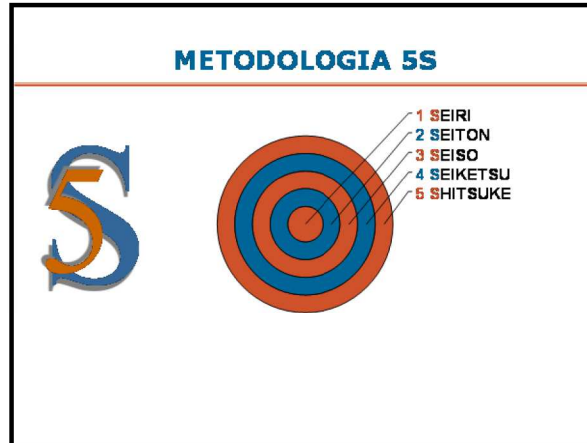 METODOLOGIA 5S
1 SEIRI
2 SEITON
3 SEISO
4 SEIKETSU
5 SHITSUKE
5S